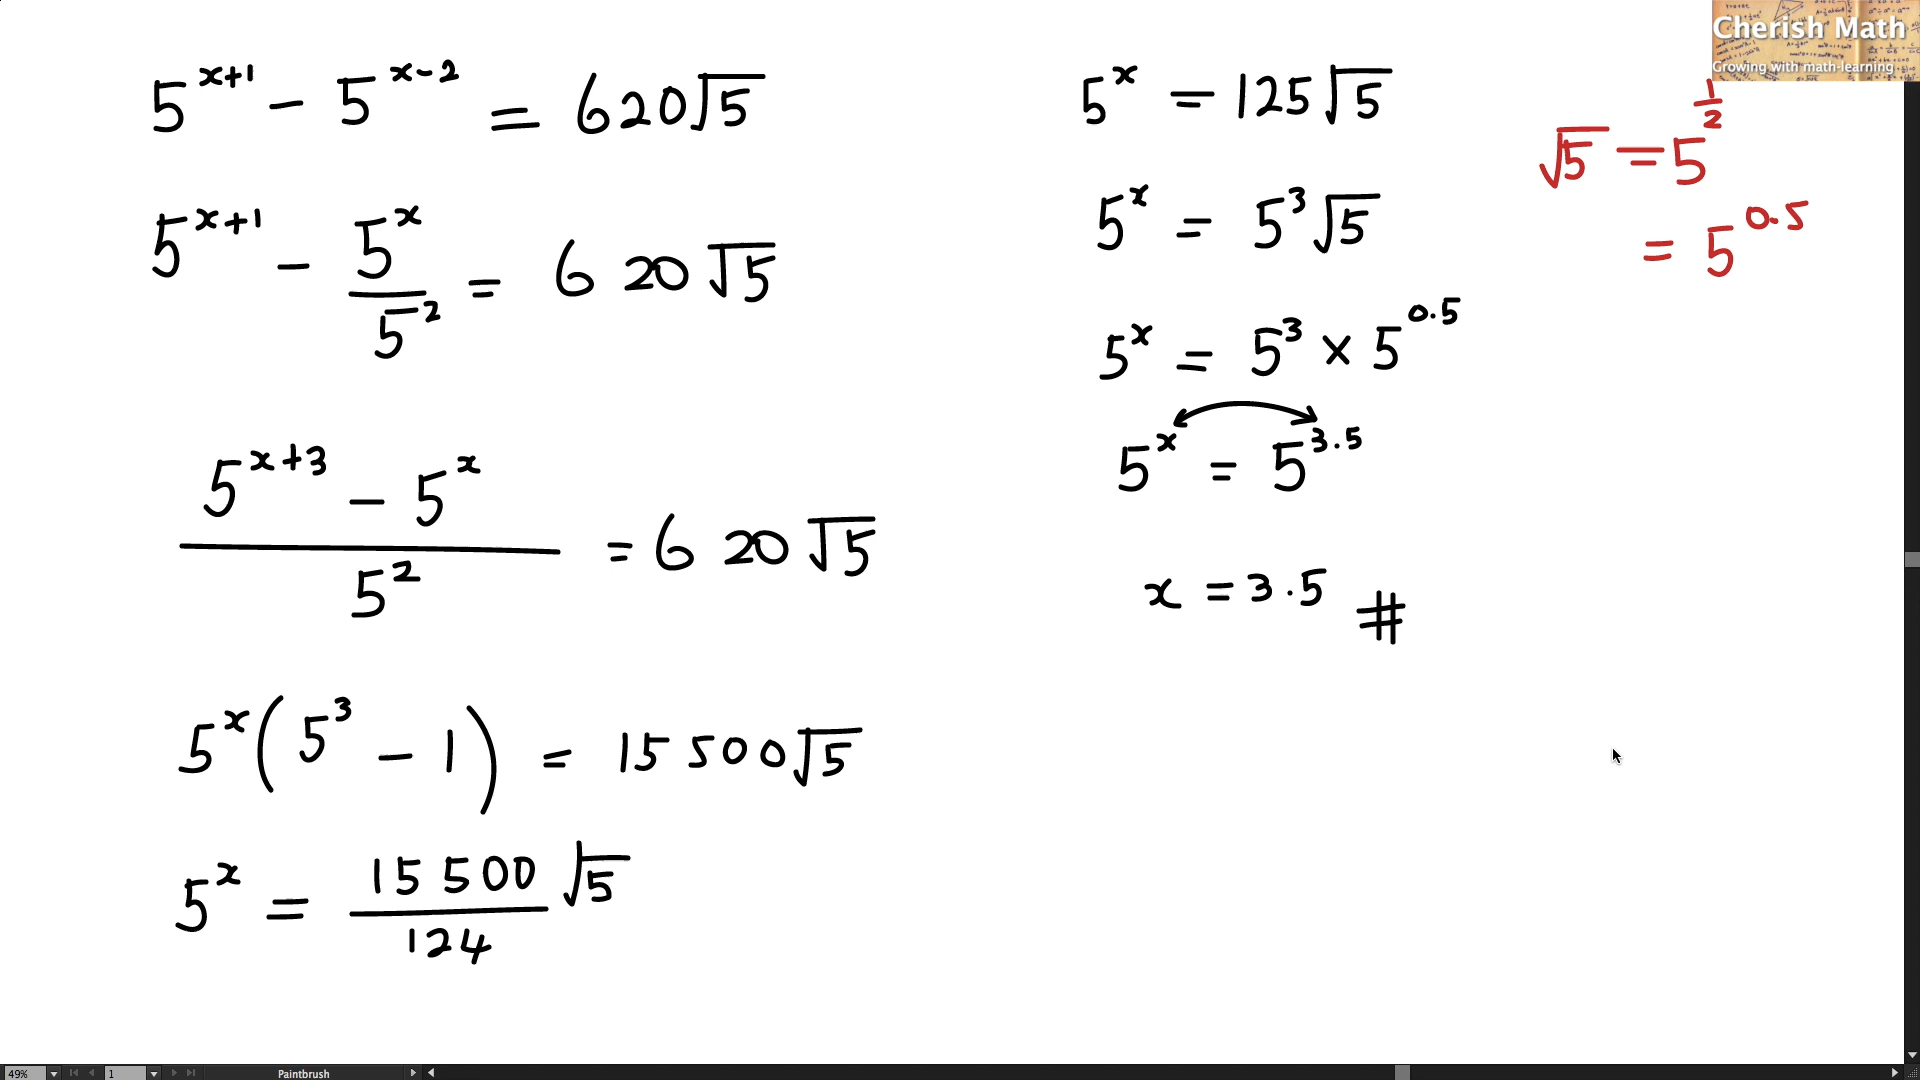 5^(x+1) − 5^(x−2) = 620√5
5^(x+1) − 5^x/5^2 = 620√5
(5^(x+3) − 5^x)/5^2 = 620√5
5^x(5^3 − 1) = 15500√5
5^x = 15500/124 √5
5^x = 125√5
5^x = 5^3√5
5^x = 5^3 × 5^0.5
5^x = 5^3.5
x = 3.5 #
Cherish Math
Growing with math-learning
√5 = 5^(1/2)
= 5^0.5
49% 1 Paintbrush